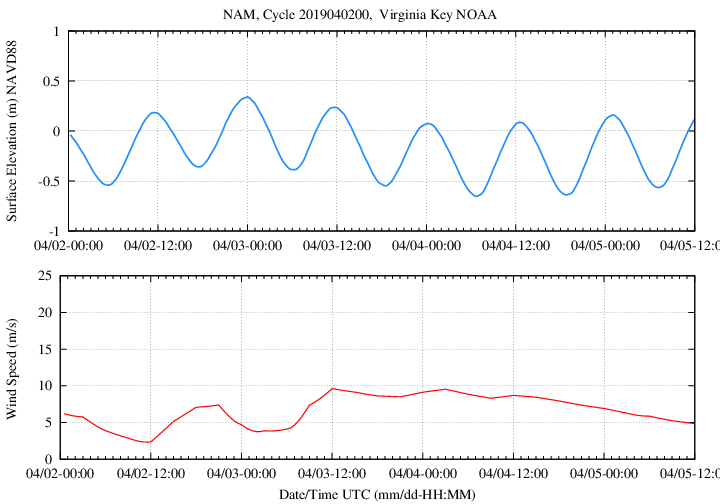 NAM, Cycle 2019040200,  Virginia Key NOAA
Surface Elevation (m) NAVD88
1
0.5
0
-0.5
-1
04/02-00:00 04/02-12:00 04/03-00:00 04/03-12:00 04/04-00:00 04/04-12:00 04/05-00:00 04/05-12:0
Wind Speed (m/s)
25
20
15
10
5
0
04/02-00:00 04/02-12:00 04/03-00:00 04/03-12:00 04/04-00:00 04/04-12:00 04/05-00:00 04/05-12:0
Date/Time UTC (mm/dd-HH:MM)